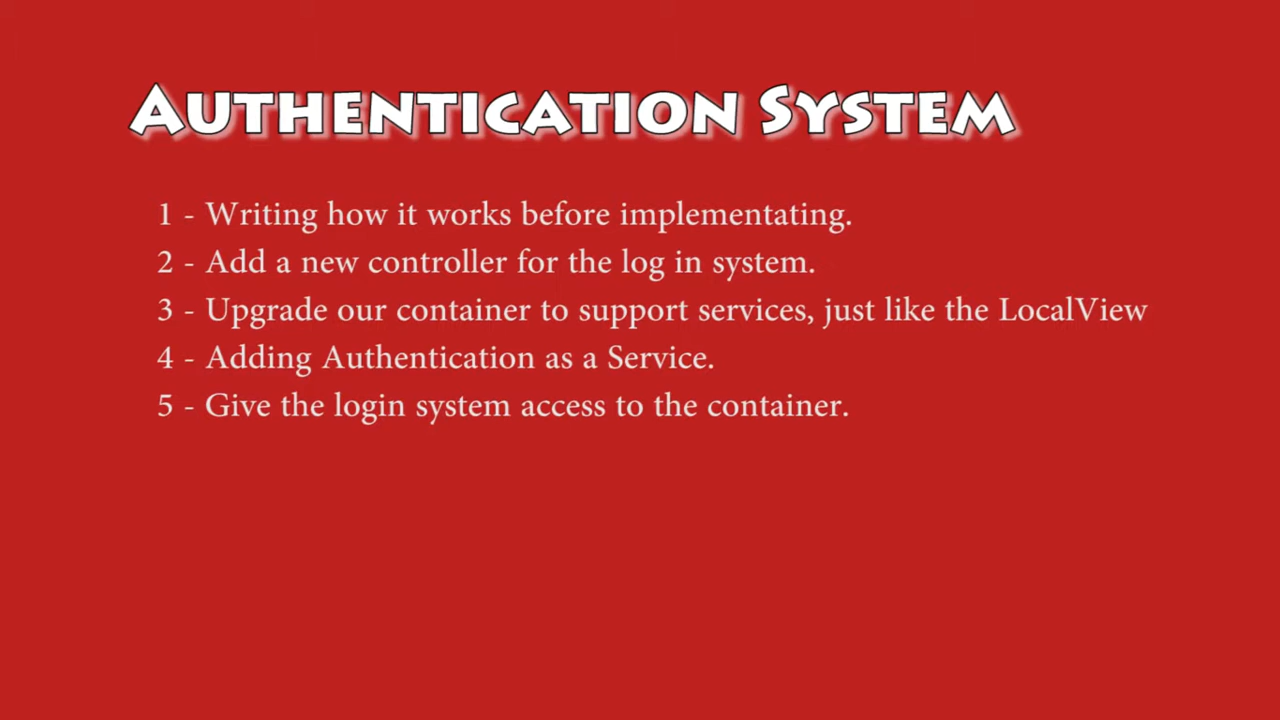 Authentication System
1 - Writing how it works before implementating.
2 - Add a new controller for the log in system.
3 - Upgrade our container to support services, just like the LocalView
4 - Adding Authentication as a Service.
5 - Give the login system access to the container.